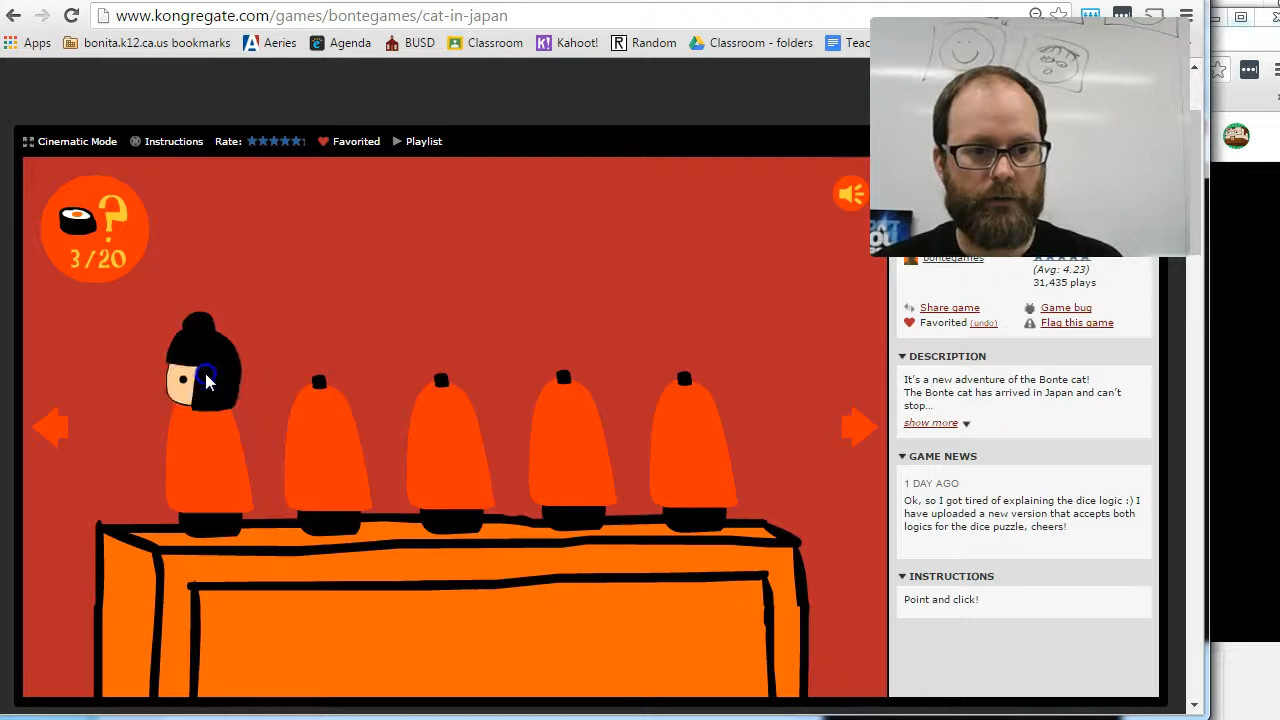 www.kongregate.com/games/bontegames/cat-in-japan
Apps bonita.k12.ca.us bookmarks Aeries Agenda BUSD Classroom Kahoot! Random Classroom - folders
Cinematic Mode Instructions Rate: Favorited Playlist
?
3/20
bontegames
(Avg: 4.23)
31,435 plays
Share game Game bug
Favorited (undo) Flag this game
DESCRIPTION
It's a new adventure of the Bonte cat!
The Bonte cat has arrived in Japan and can't
stop...
show more
GAME NEWS
1 DAY AGO
Ok, so I got tired of explaining the dice logic :) I
have uploaded a new version that accepts both
logics for the dice puzzle, cheers!
INSTRUCTIONS
Point and click!